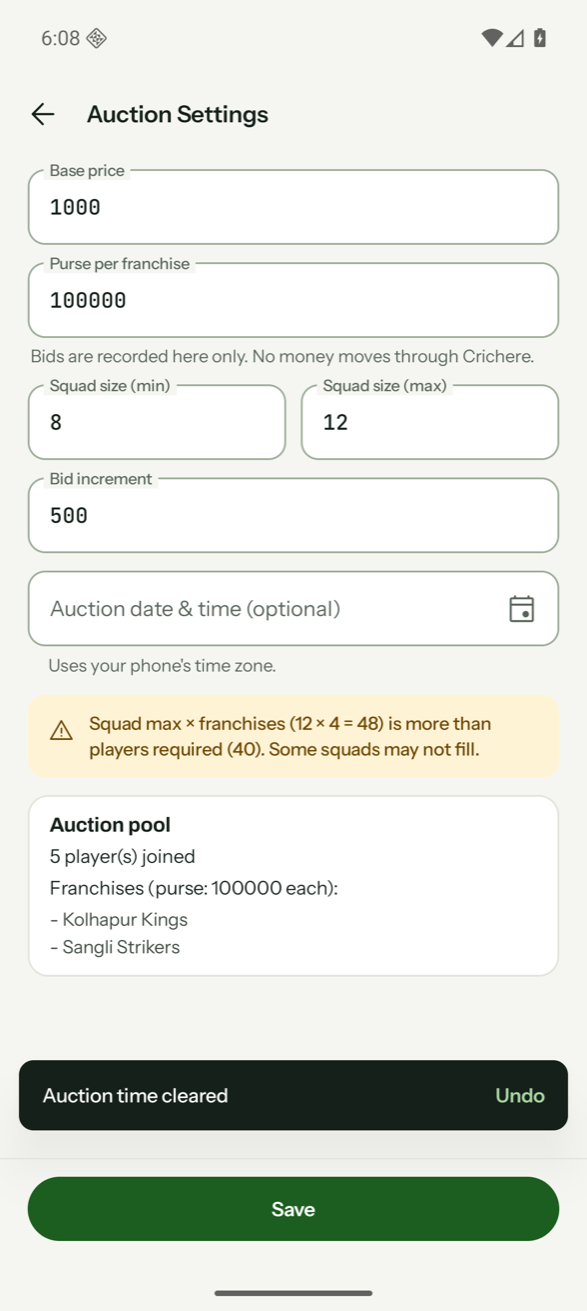 6:08
Auction Settings
Base price
1000
Purse per franchise
100000
Bids are recorded here only. No money moves through Crichere.
Squad size (min)
8
Squad size (max)
12
Bid increment
500
Auction date & time (optional)
Uses your phone's time zone.
Squad max × franchises (12 × 4 = 48) is more than
players required (40). Some squads may not fill.
Auction pool
5 player(s) joined
Franchises (purse: 100000 each):
- Kolhapur Kings
- Sangli Strikers
Auction time cleared
Undo
Save